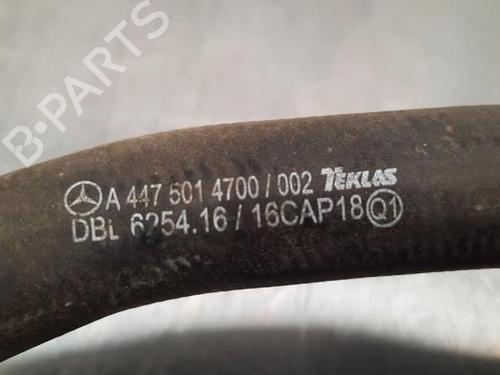 B-PARTS
A 447 501 4700 / 002 TEKLAS
DBL 6254.16 / 16CAP18 Q1